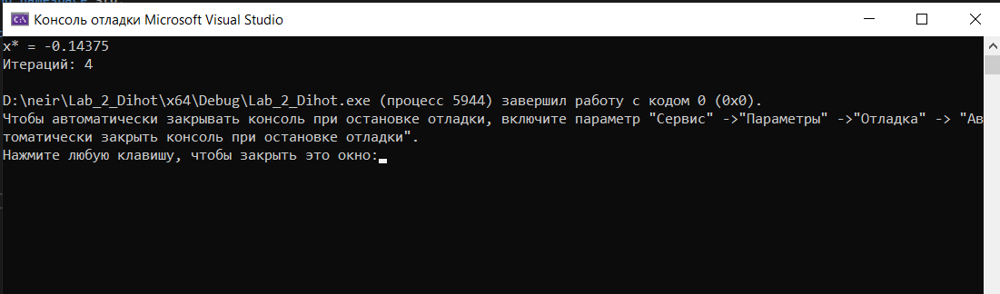 Консоль отладки Microsoft Visual Studio
x* = -0.14375
Итераций: 4
D:\neir\Lab_2_Dihot\x64\Debug\Lab_2_Dihot.exe (процесс 5944) завершил работу с кодом 0 (0x0).
Чтобы автоматически закрывать консоль при остановке отладки, включите параметр "Сервис" ->"Параметры" ->"Отладка" -> "Ав
томатически закрыть консоль при остановке отладки".
Нажмите любую клавишу, чтобы закрыть это окно: